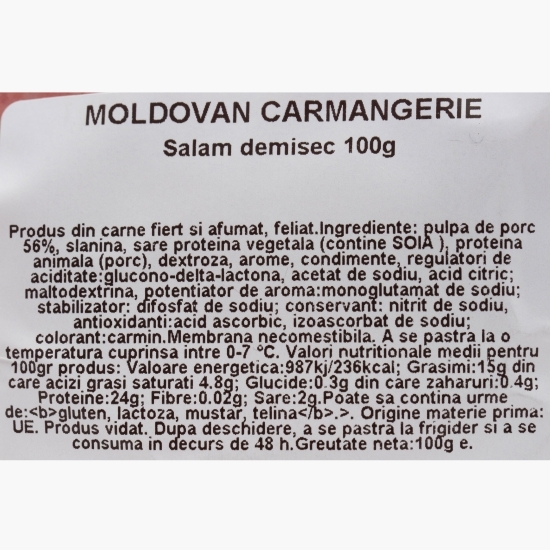 MOLDOVAN CARMANGERIE
Salam demisec 100g
Produs din carne fiert si afumat, feliat.Ingrediente: pulpa de porc
56%, slanina, sare proteina vegetala (contine SOIA ), proteina
animala (porc), dextroza, arome, condimente, regulatori de
aciditate:glucono-delta-lactona, acetat de sodiu, acid citric;
maltodextrina, potentiator de aroma:monoglutamat de sodiu;
stabilizator: difosfat de sodiu; conservant: nitrit de sodiu,
antioxidanti:acid ascorbic, izoascorbat de sodiu;
colorant:carmin.Membrana necomestibila. A se pastra la o
temperatura cuprinsa intre 0-7 °C. Valori nutritionale medii pentru
100gr produs: Valoare energetica:987kj/236kcal; Grasimi:15g din
care acizi grasi saturati 4.8g; Glucide:0.3g din care zaharuri:0.4g;
Proteine:24g; Fibre:0.02g; Sare:2g.Poate sa contina urme
de:<b>gluten, lactoza, mustar, telina</b>.>. Origine materie prima:
UE. Produs vidat. Dupa deschidere, a se pastra la frigider si a se
consuma in decurs de 48 h.Greutate neta:100g e.